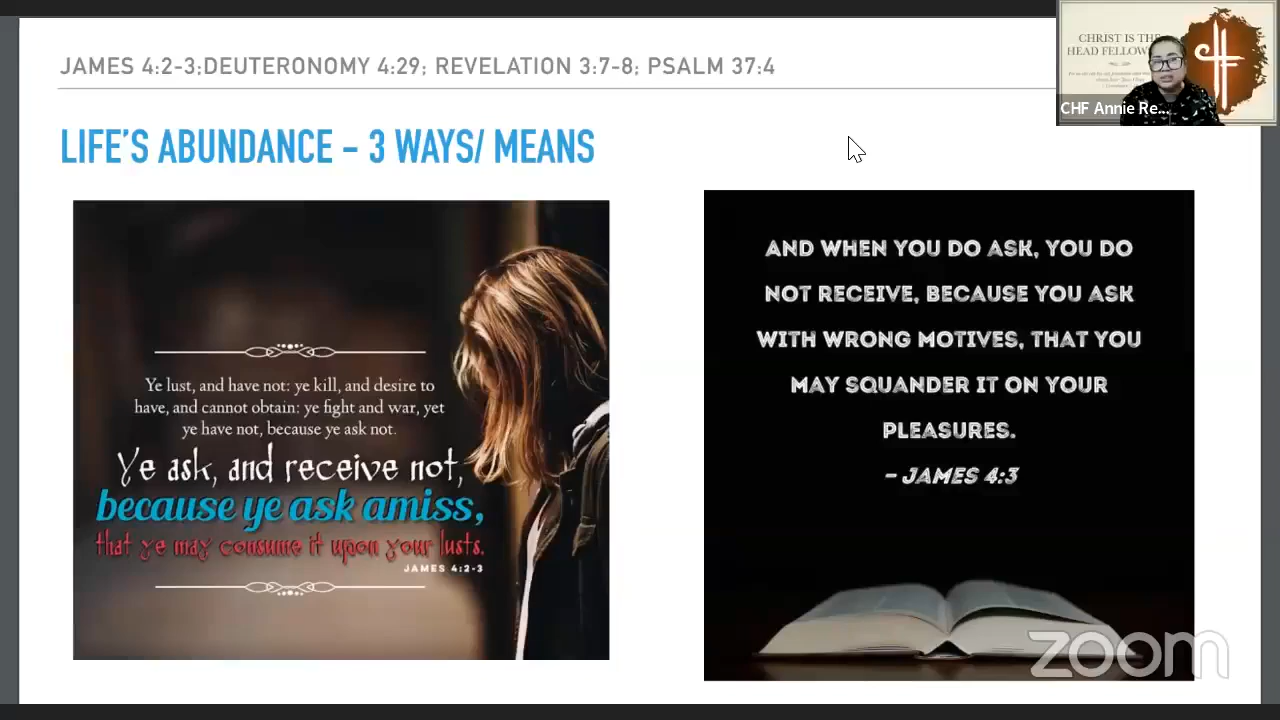 JAMES 4:2-3;DEUTERONOMY 4:29; REVELATION 3:7-8; PSALM 37:4
LIFE'S ABUNDANCE – 3 WAYS/ MEANS
Ye lust, and have not: ye kill, and desire to
have, and cannot obtain: ye fight and war, yet
ye have not, because ye ask not.
Ye ask, and receive not,
because ye ask amiss,
that ye may consume it upon your lusts.
JAMES 4:2-3
AND WHEN YOU DO ASK, YOU DO
NOT RECEIVE, BECAUSE YOU ASK
WITH WRONG MOTIVES, THAT YOU
MAY SQUANDER IT ON YOUR
PLEASURES.
– JAMES 4:3
CHRIST IS THE
HEAD FELLOW
CHF Annie Re...
zoom